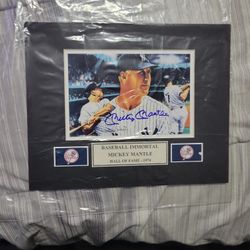 Mickey Mantle
BASEBALL IMMORTAL
MICKEY MANTLE
HALL OF FAME - 1974